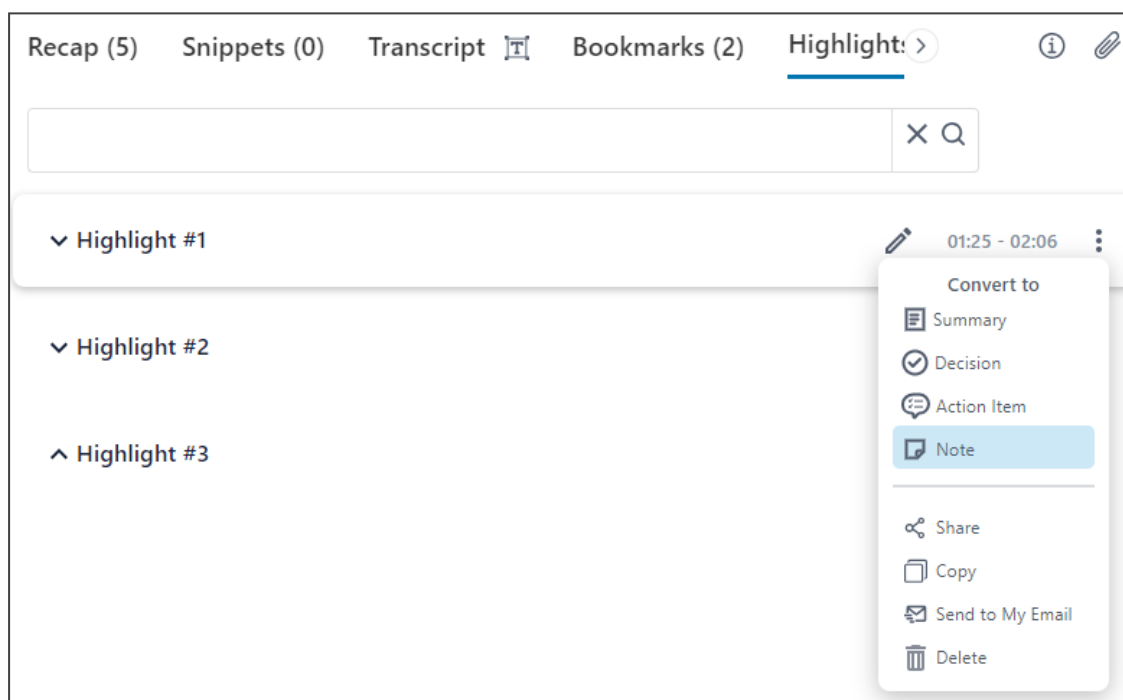 Recap (5) Snippets (0) Transcript T Bookmarks (2) Highlights
Highlight #1 01:25 - 02:06
Convert to
Summary
Highlight #2
Decision
Action Item
Highlight #3
Note
Share
Copy
Send to My Email
Delete